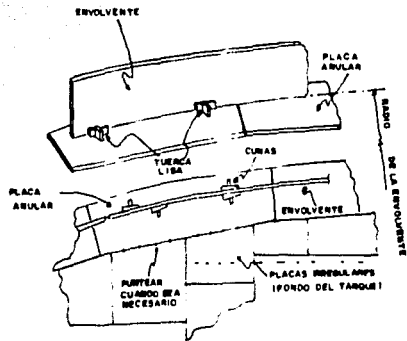 ENVOLVENTE
PLACA
ANULAR
RADIO
DE LA ENVOLVENTE
TUERCA
LISA
CUÑAS
PLACA
ANULAR
ENVOLVENTE
PUNTEAR
CUANDO SEA
NECESARIO
PLACAS IRREGULARES
(FONDO DEL TANQUE)